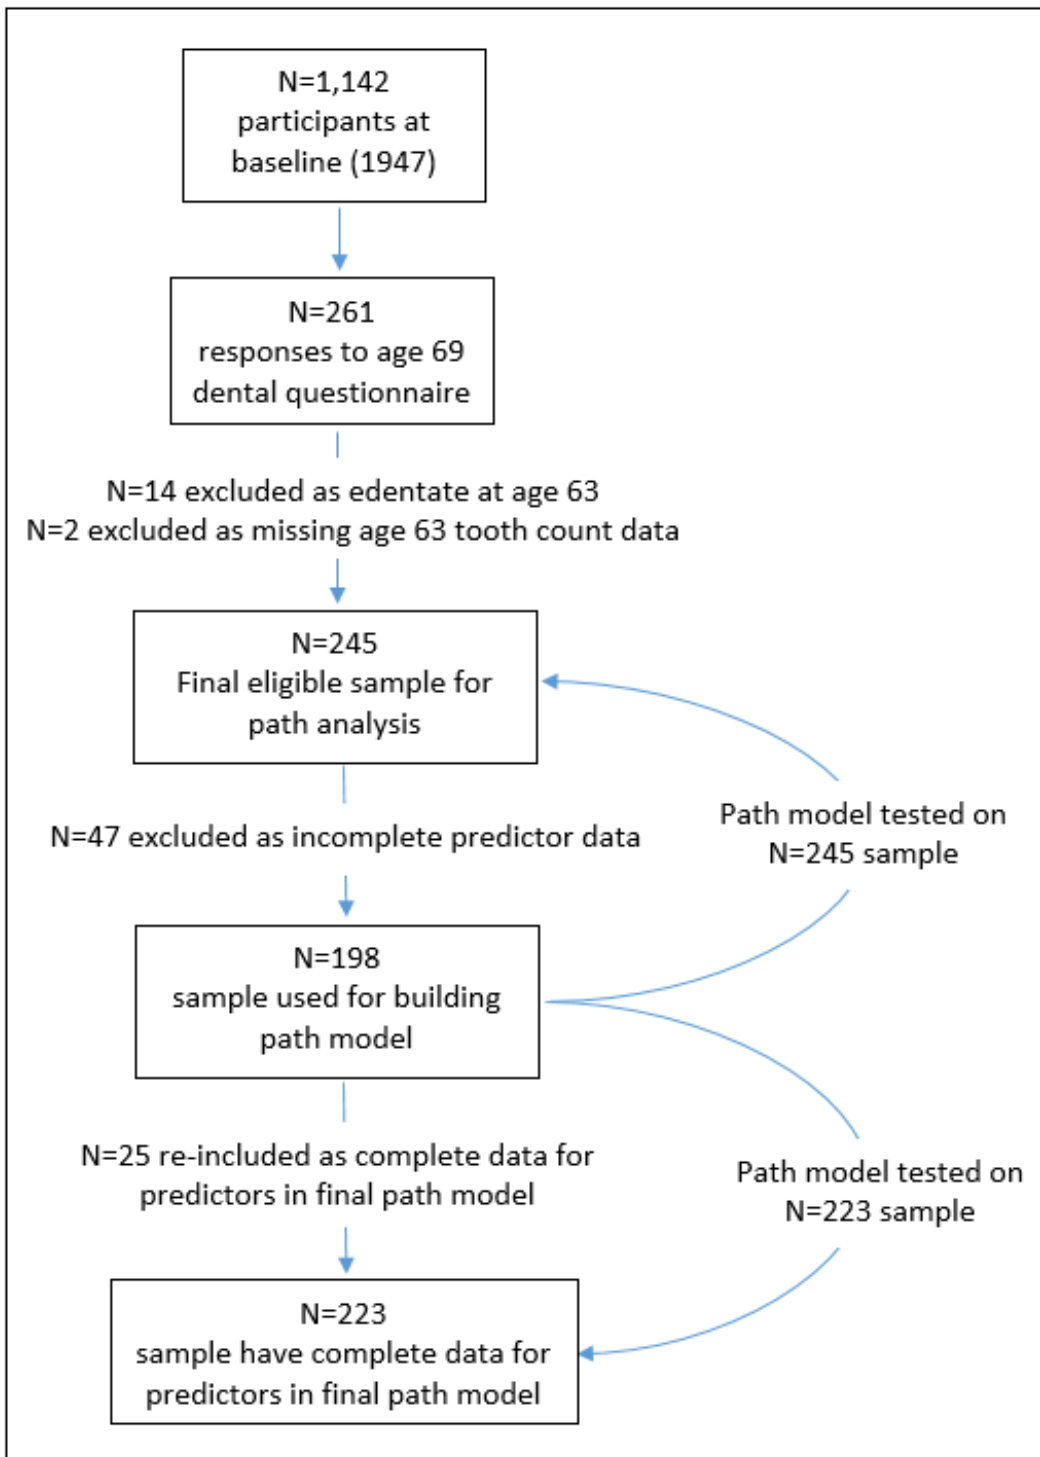 N=1,142
participants at
baseline (1947)
N=261
responses to age 69
dental questionnaire
N=14 excluded as edentate at age 63
N=2 excluded as missing age 63 tooth count data
N=245
Final eligible sample for
path analysis
N=47 excluded as incomplete predictor data
Path model tested on
N=245 sample
N=198
sample used for building
path model
N=25 re-included as complete data for
predictors in final path model
Path model tested on
N=223 sample
N=223
sample have complete data for
predictors in final path model